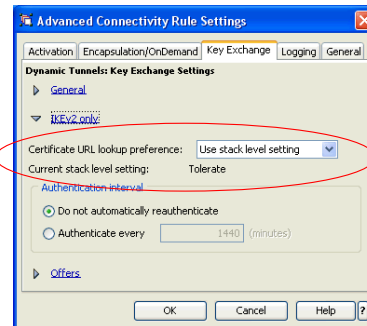 Advanced Connectivity Rule Settings
Activation Encapsulation/OnDemand Key Exchange Logging General
Dynamic Tunnels: Key Exchange Settings
General
IKEv2 only
Certificate URL lookup preference: Use stack level setting
Current stack level setting: Tolerate
Authentication interval
Do not automatically reauthenticate
Authenticate every 1440 (minutes)
Offers
OK Cancel Help ?